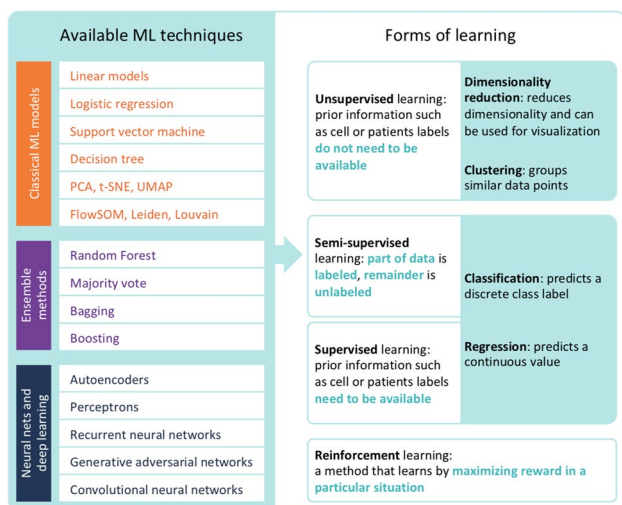 Available ML techniques
Classical ML models
Linear models
Logistic regression
Support vector machine
Decision tree
PCA, t-SNE, UMAP
FlowSOM, Leiden, Louvain
Ensemble
methods
Random Forest
Majority vote
Bagging
Boosting
Neural nets and
deep learning
Autoencoders
Perceptrons
Recurrent neural networks
Generative adversarial networks
Convolutional neural networks
Forms of learning
Unsupervised learning:
prior information such
as cell or patients labels
do not need to be
available
Dimensionality
reduction: reduces
dimensionality and can
be used for visualization
Clustering: groups
similar data points
Semi-supervised
learning: part of data is
labeled, remainder is
unlabeled
Supervised learning:
prior information such
as cell or patients labels
need to be available
Classification: predicts a
discrete class label
Regression: predicts a
continuous value
Reinforcement learning:
a method that learns by maximizing reward in a
particular situation